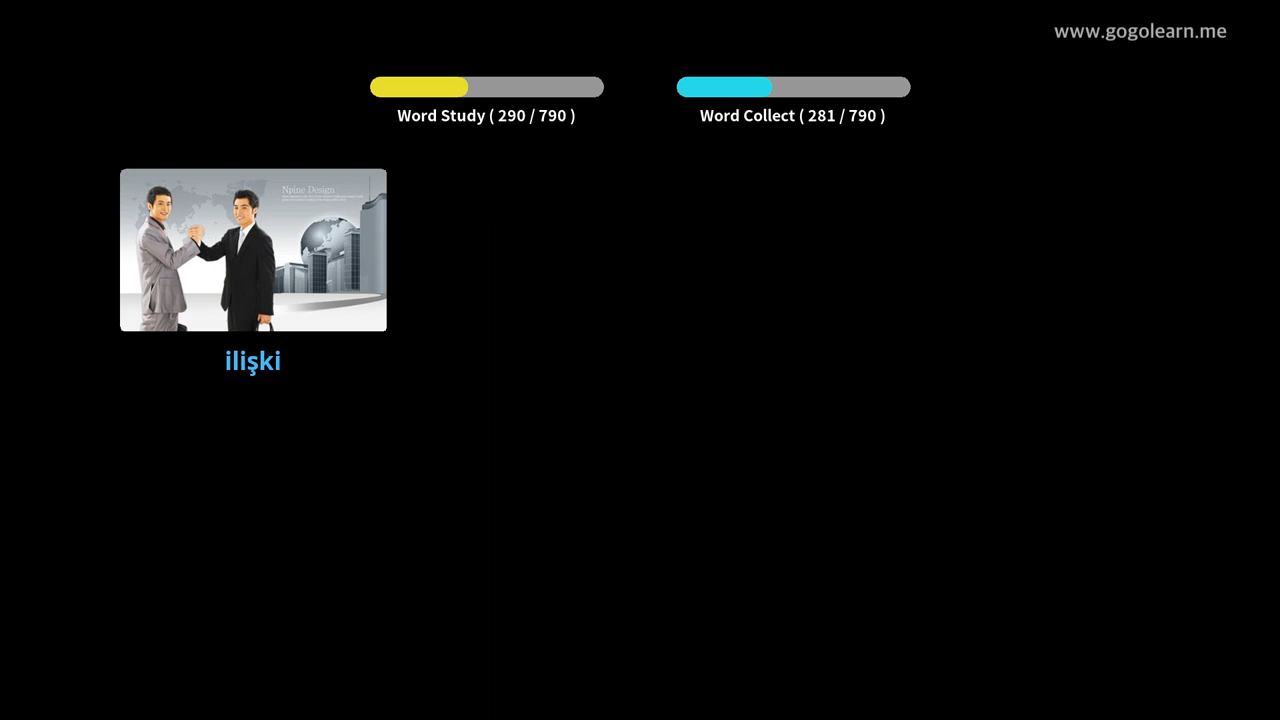 www.gogolearn.me
Word Study ( 290 / 790 )
Word Collect ( 281 / 790 )
Npine Design
ilişki